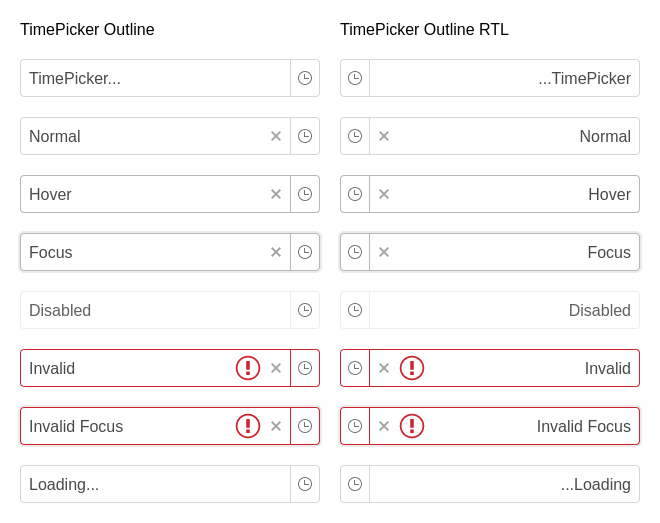 TimePicker Outline
TimePicker...
Normal
Hover
Focus
Disabled
Invalid
Invalid Focus
Loading...
TimePicker Outline RTL
...TimePicker
Normal
Hover
Focus
Disabled
Invalid
Invalid Focus
...Loading